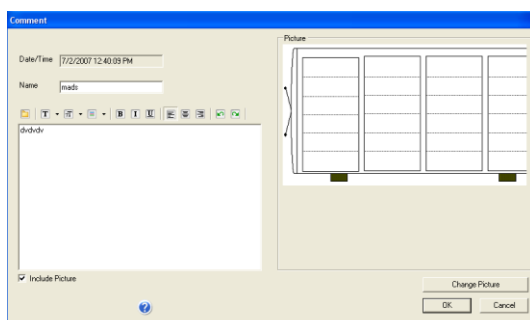 Comment
Date/Time 7/2/2007 12:40:09 PM
Name mads
T T B I U
dvdvdv
Include Picture
Picture
Change Picture
OK Cancel
?